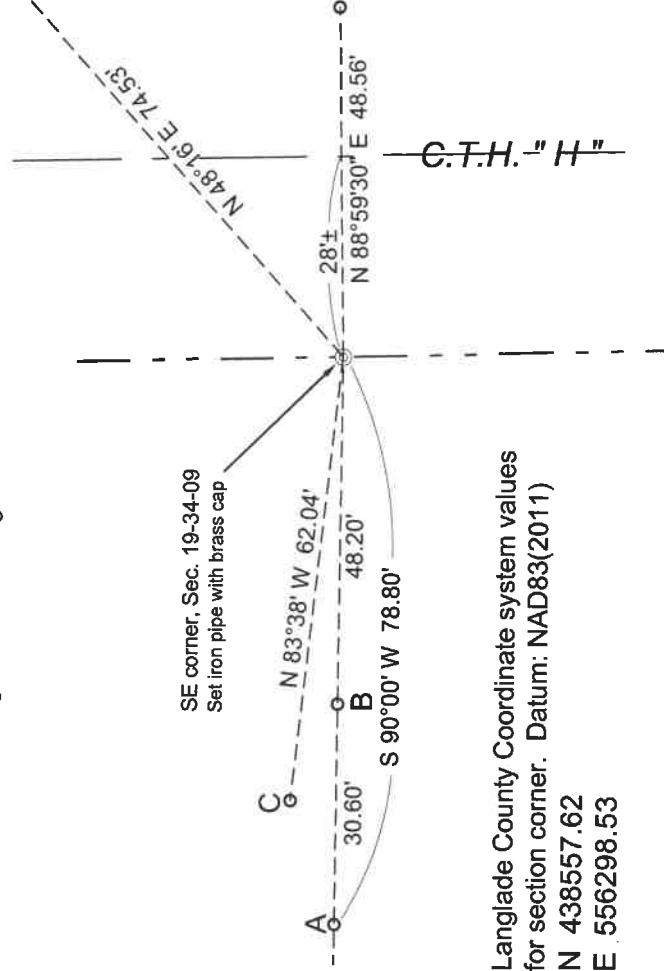 N 48°16' E 74.53'
28'±
N 88°59'30" E 48.56'
C.T.H. "H"
SE corner, Sec. 19-34-09
Set iron pipe with brass cap
N 83°38' W 62.04'
C
48.20'
B
S 90°00' W 78.80'
30.60'
A
Langlade County Coordinate system values
for section corner. Datum: NAD83(2011)
N 438557.62
E 556298.53